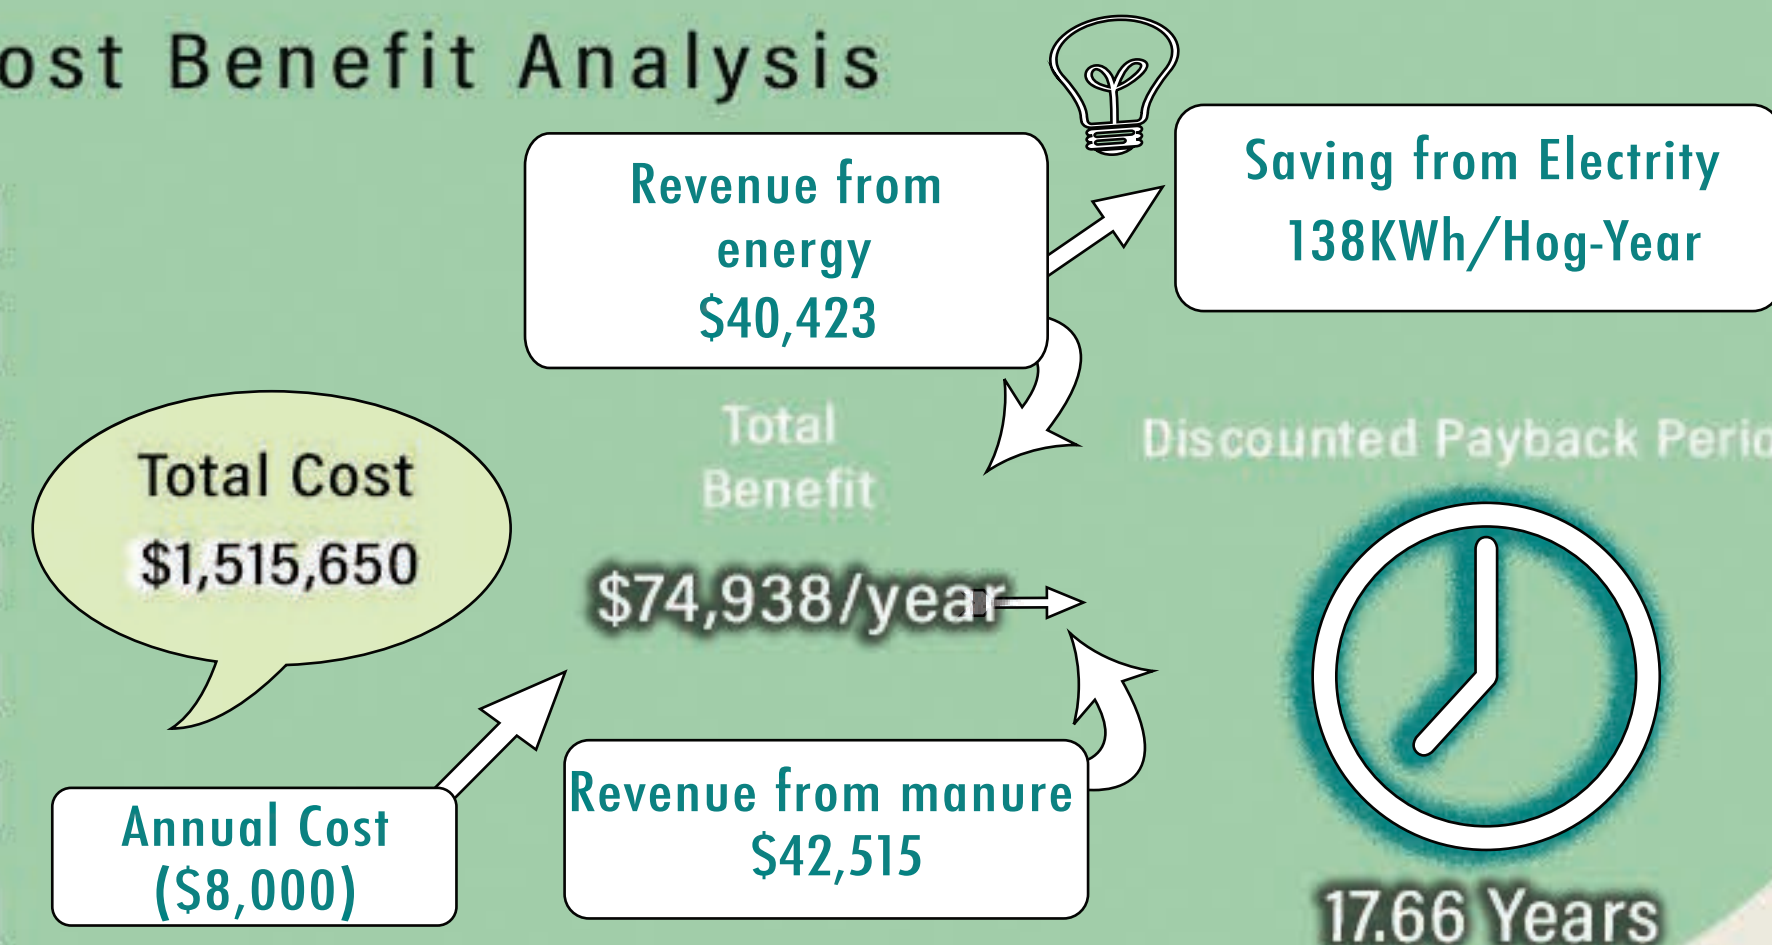 ost Benefit Analysis
Revenue from
energy
$40,423
Saving from Electrity
138KWh/Hog-Year
Total Cost
$1,515,650
Total
Benefit
$74,938/year
Discounted Payback Perio
Annual Cost
($8,000)
Revenue from manure
$42,515
17.66 Years